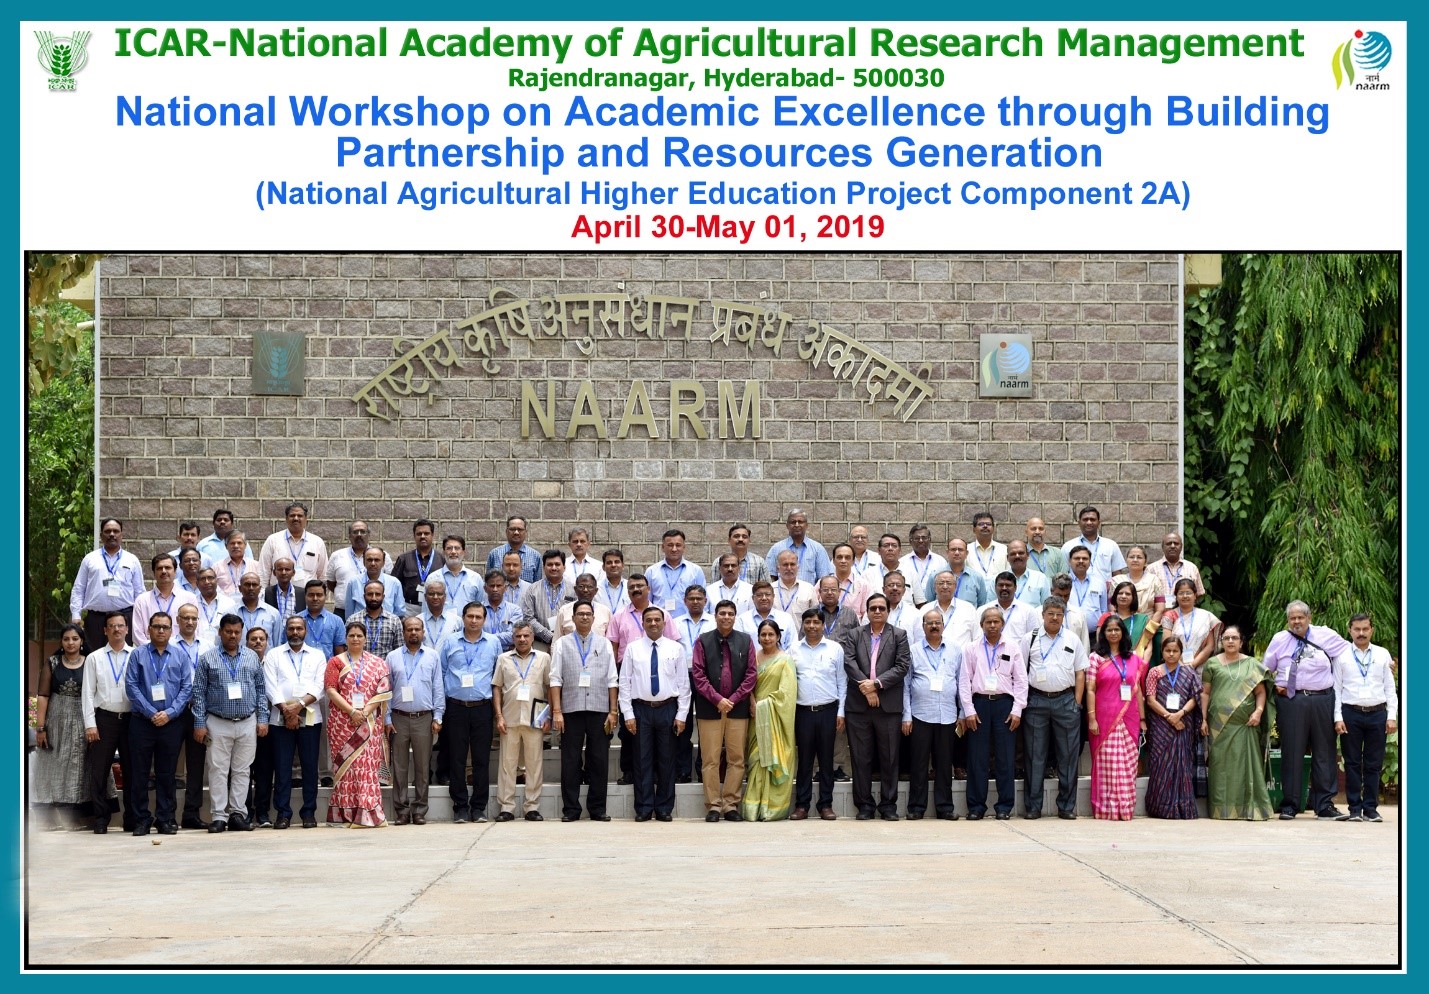 ICAR-National Academy of Agricultural Research Management
Rajendranagar, Hyderabad- 500030
National Workshop on Academic Excellence through Building
Partnership and Resources Generation
(National Agricultural Higher Education Project Component 2A)
April 30-May 01, 2019
ICAR
नार्म
naarm
राष्ट्रीय कृषि अनुसंधान प्रबंध अकादमी
NAARM
नार्म
naarm